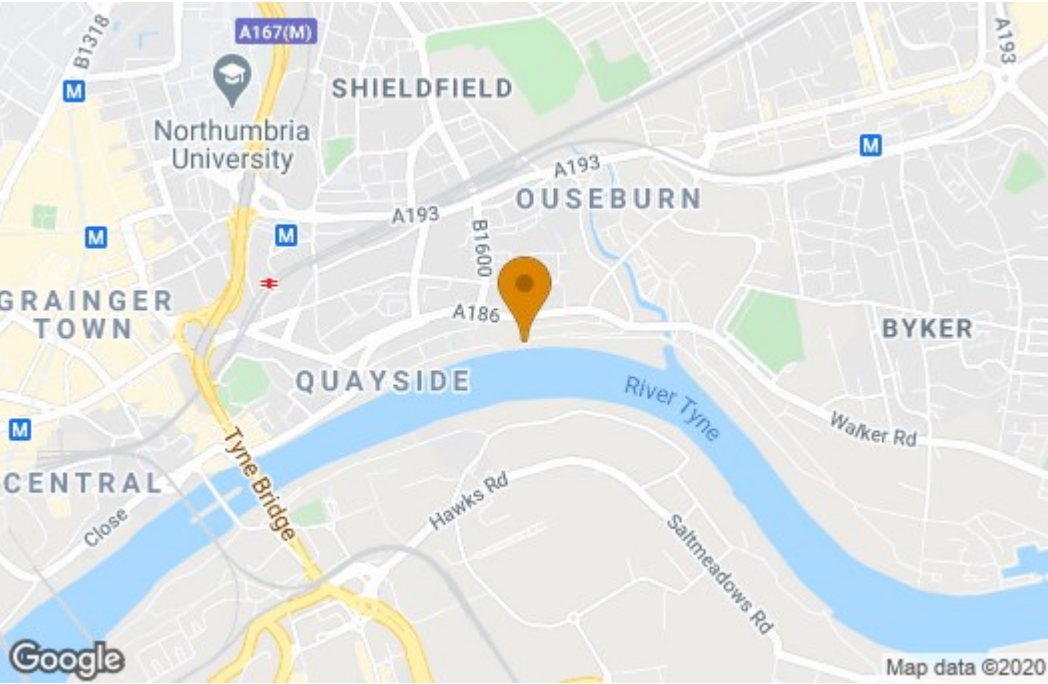 B1318
A167(M)
A193
M
SHIELDFIELD
Northumbria
University
M
A193
OUSEBURN
A193
B1600
M
M
GRAINGER
TOWN
A186
BYKER
QUAYSIDE
River Tyne
M
Walker Rd
Tyne Bridge
CENTRAL
Hawks Rd
Close
Saltmeadows Rd
Google
Map data ©2020